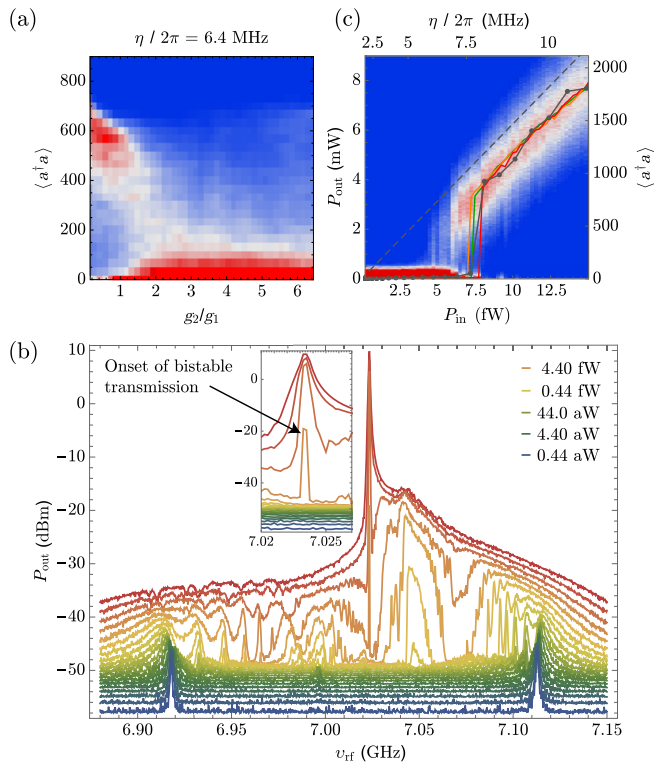 (a)
η / 2π = 6.4 MHz
800
600
400
200
0
⟨a†a⟩
1 2 3 4 5 6
g₂/g₁
(c)
η / 2π (MHz)
2.5 5 7.5 10
8
6
4
2
0
P_out (mW)
2000
1500
1000
500
0
⟨a†a⟩
2.5 5 7.5 10 12.5
P_in (fW)
(b)
10
0
−10
−20
−30
−40
−50
P_out (dBm)
Onset of bistable
transmission
0
−20
−40
7.02 7.025
4.40 fW
0.44 fW
44.0 aW
4.40 aW
0.44 aW
6.90 6.95 7.00 7.05 7.10 7.15
υ_rf (GHz)